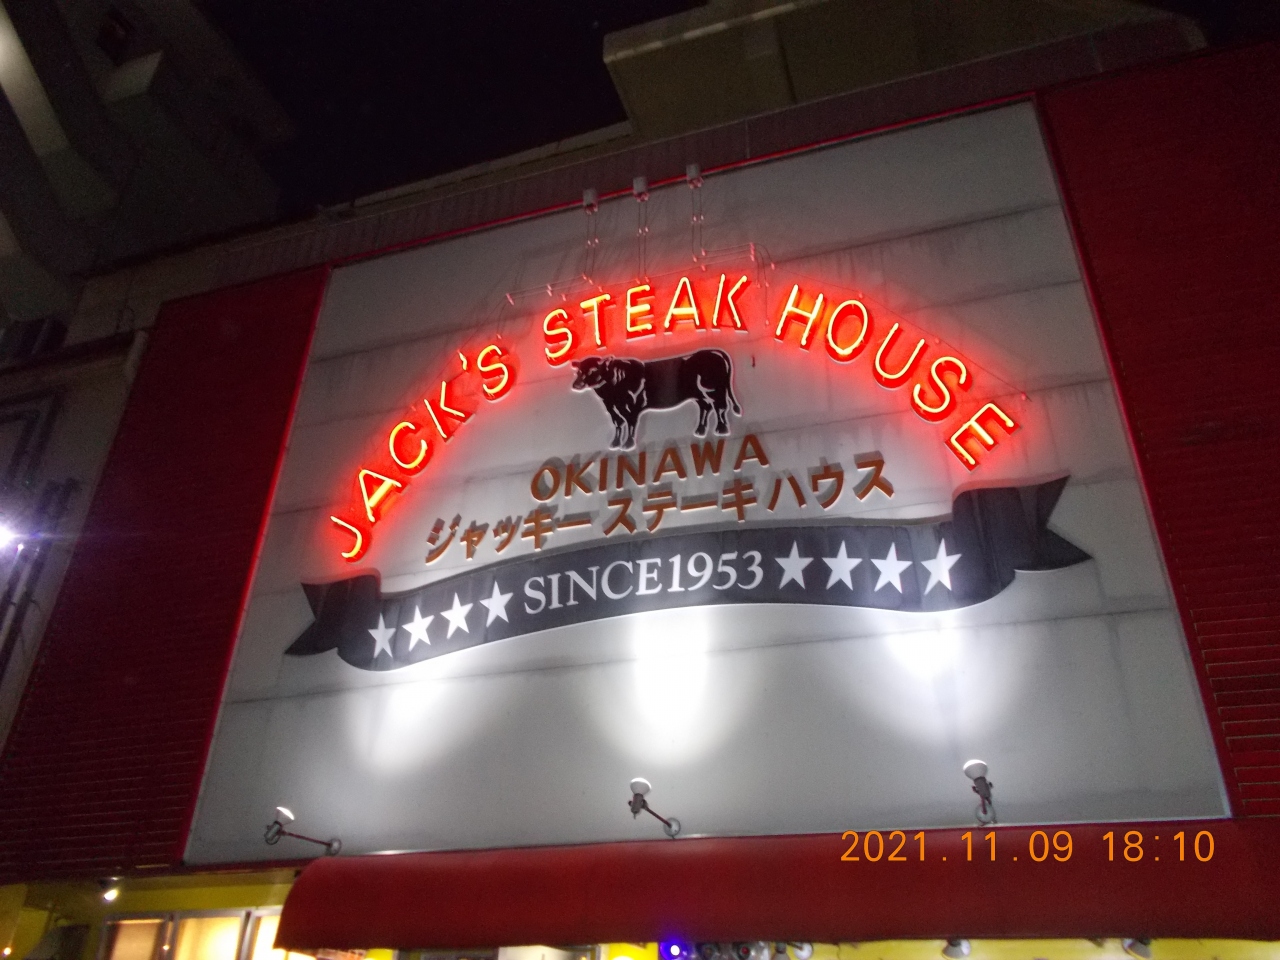 JACK'S STEAK HOUSE
OKINAWA
ジャッキー ステーキハウス
★★★★ SINCE1953 ★★★★
2021.11.09 18:10